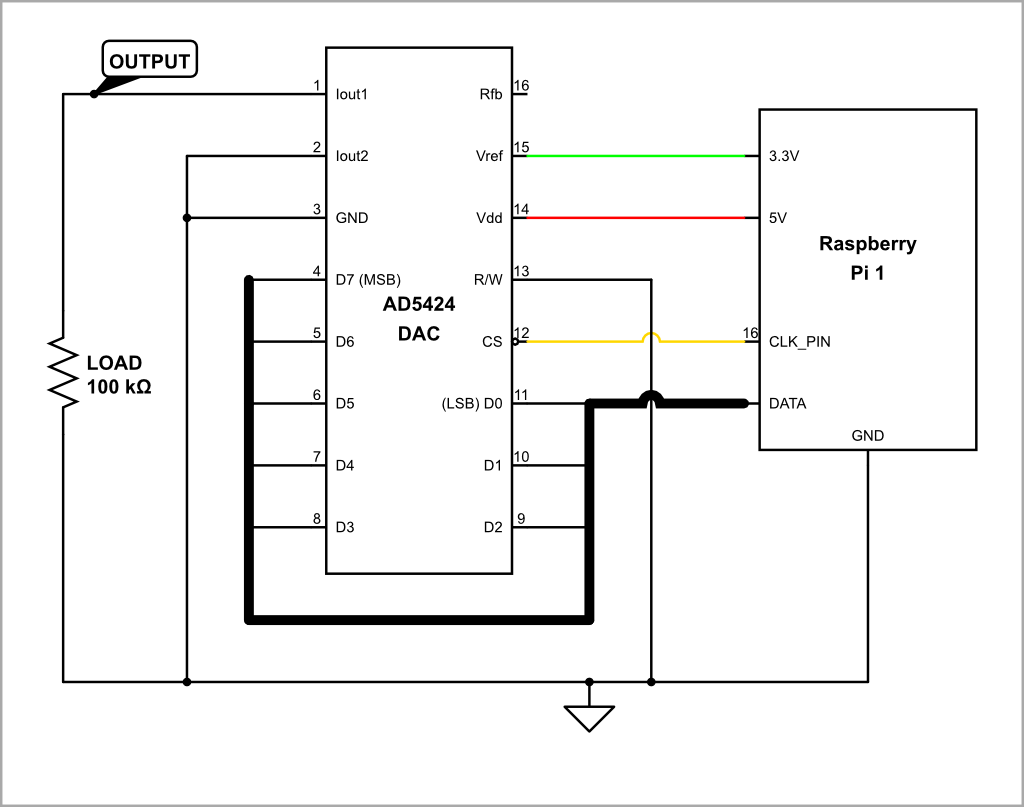 OUTPUT
1
Iout1
Rfb
16
2
Iout2
Vref
15
3.3V
3
GND
Vdd
14
5V
Raspberry
Pi 1
4
D7 (MSB)
R/W
13
AD5424
DAC
5
D6
CS
12
16
CLK_PIN
LOAD
100 kΩ
6
D5
(LSB) D0
11
DATA
GND
7
D4
D1
10
8
D3
D2
9